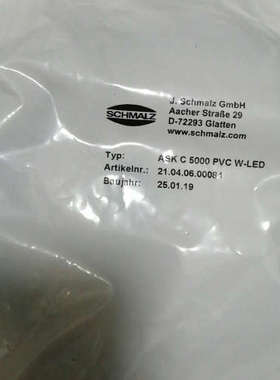 J. Schmalz GmbH
Aacher Straße 29
D-72293 Glatten
www.schmalz.com
SCHMALZ
Typ: ASK C 5000 PVC W-LED
Artikelnr.: 21.04.06.00081
Baujahr: 25.01.19